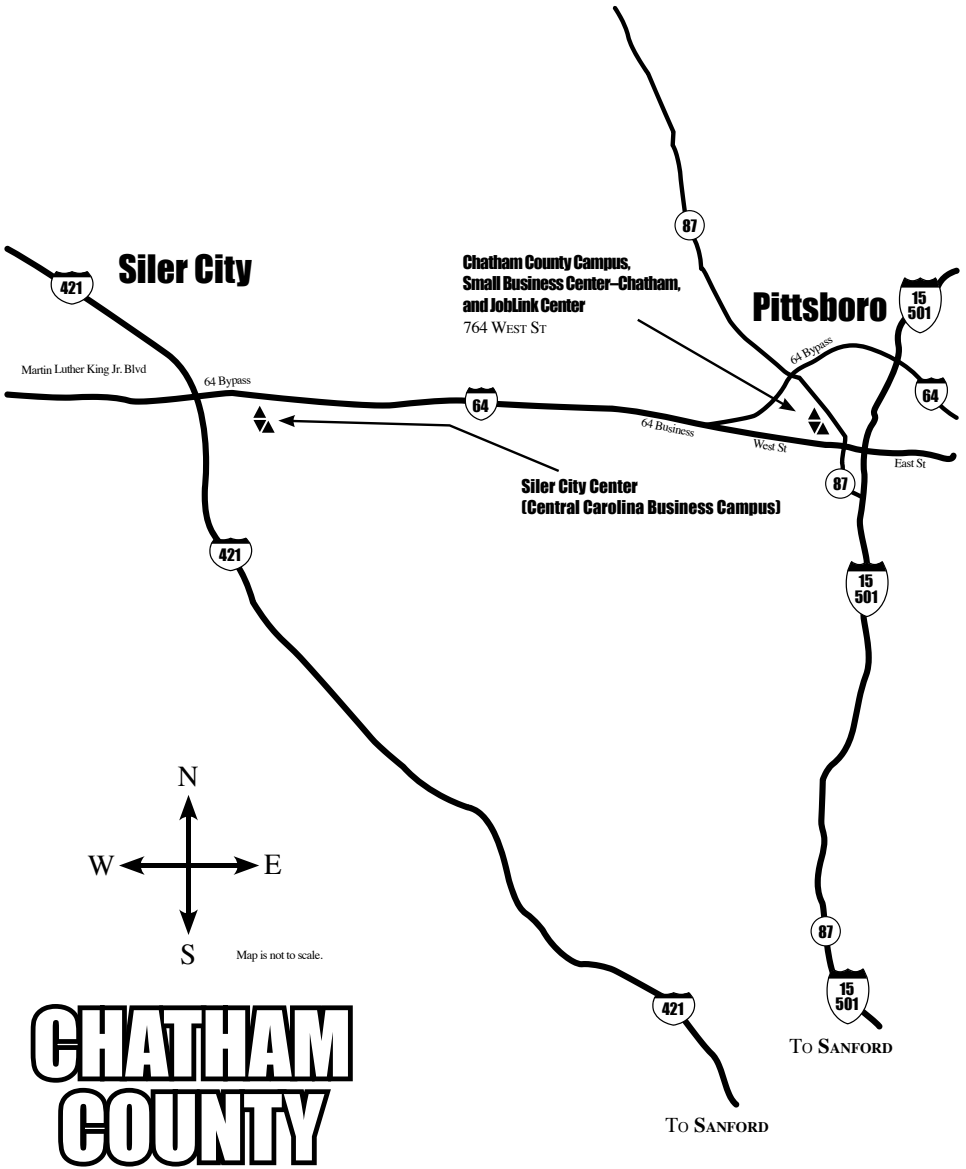 87
Siler City
421
Chatham County Campus,
Small Business Center–Chatham,
and JobLink Center
764 WEST ST
Pittsboro
15
501
64 Bypass
Martin Luther King Jr. Blvd
64 Bypass
64
64
64 Business
West St
East St
Siler City Center
(Central Carolina Business Campus)
87
421
15
501
N
W
E
S
Map is not to scale.
87
15
501
421
TO SANFORD
TO SANFORD
CHATHAM
COUNTY